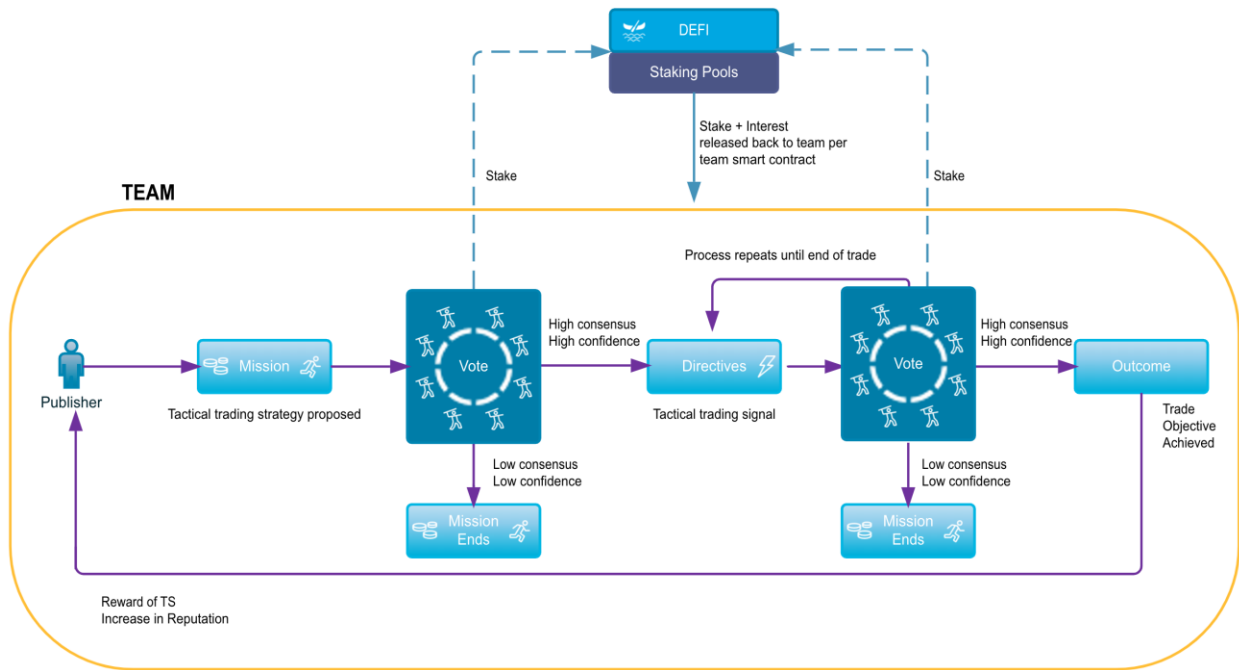 DEFI
Staking Pools
Stake + Interest
released back to team per
team smart contract
Stake
Stake
TEAM
Process repeats until end of trade
High consensus
High confidence
High consensus
High confidence
Mission
Vote
Directives
Vote
Outcome
Publisher
Tactical trading strategy proposed
Tactical trading signal
Trade
Objective
Achieved
Low consensus
Low confidence
Low consensus
Low confidence
Mission
Ends
Mission
Ends
Reward of TS
Increase in Reputation